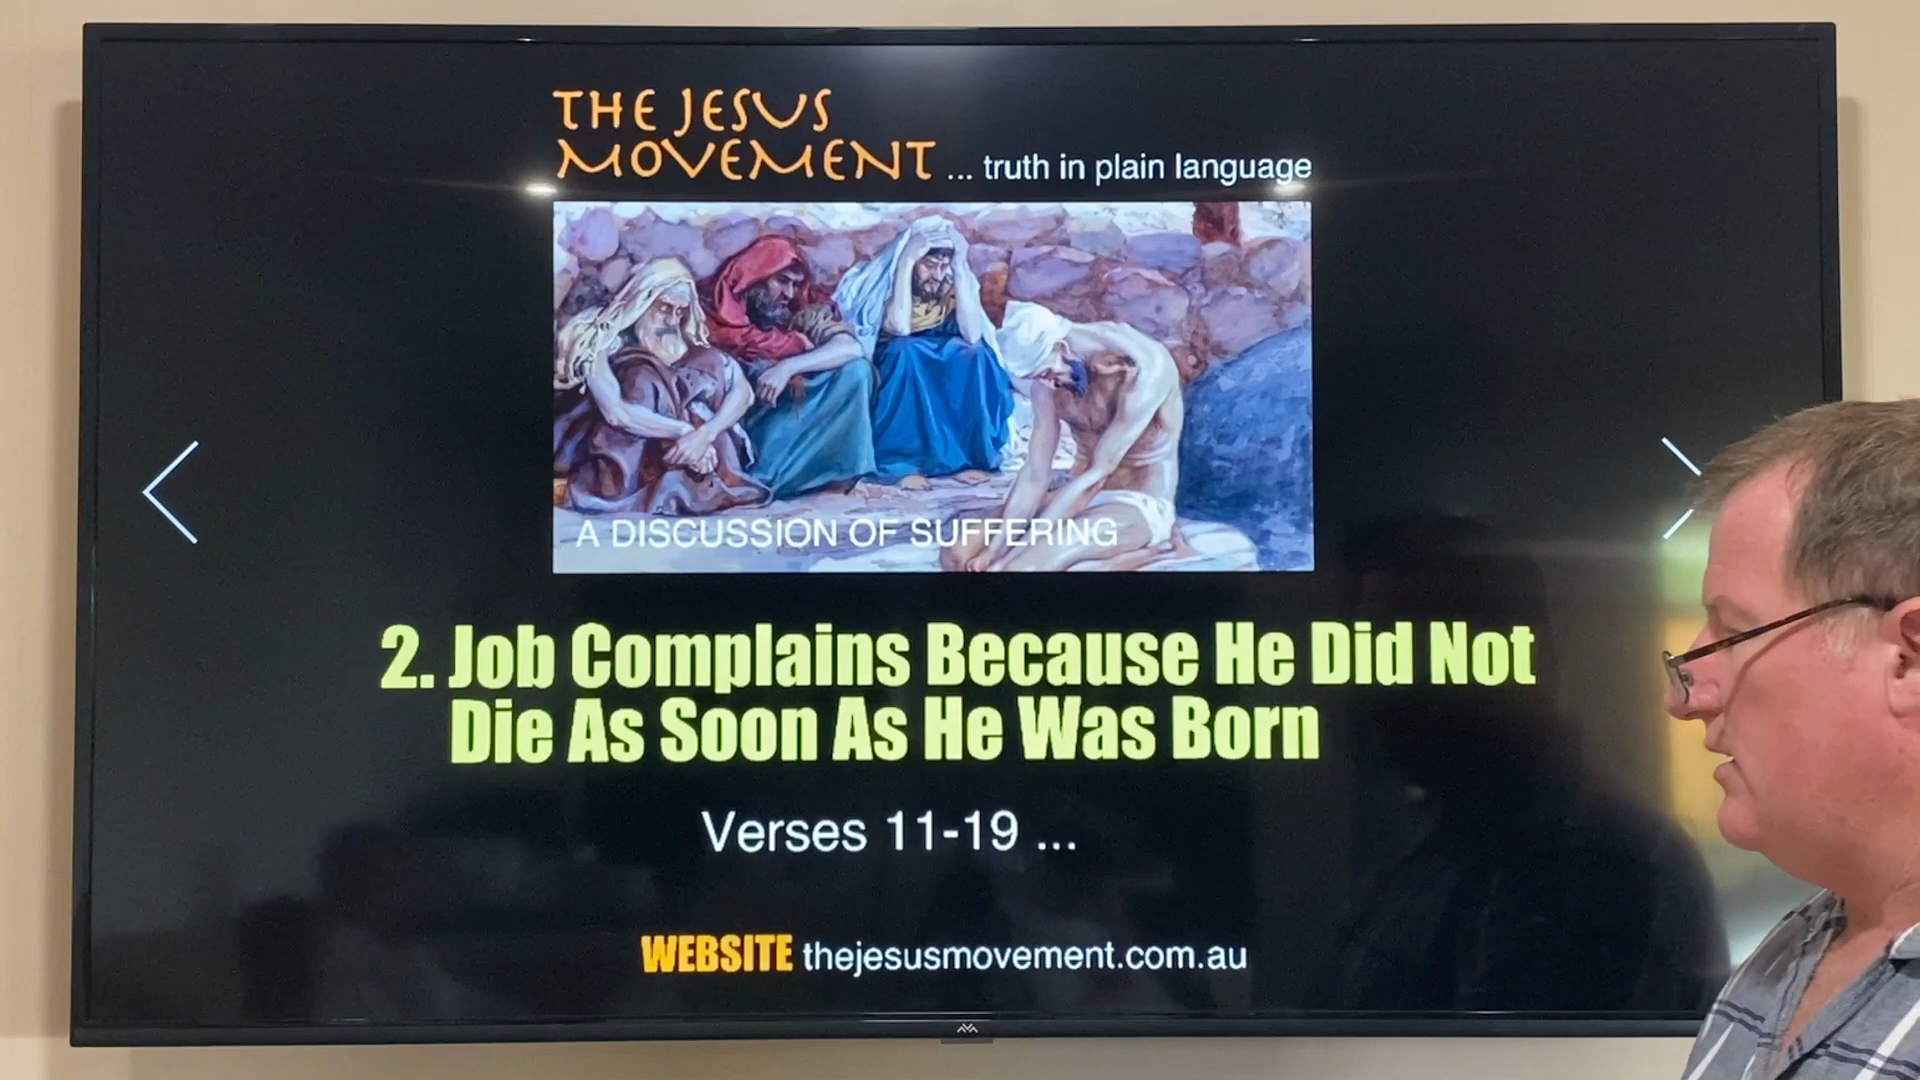 THE JESUS
MOVEMENT ... truth in plain language
A DISCUSSION OF SUFFERING
2. Job Complains Because He Did Not
Die As Soon As He Was Born
Verses 11-19 ...
WEBSITE thejesusmovement.com.au